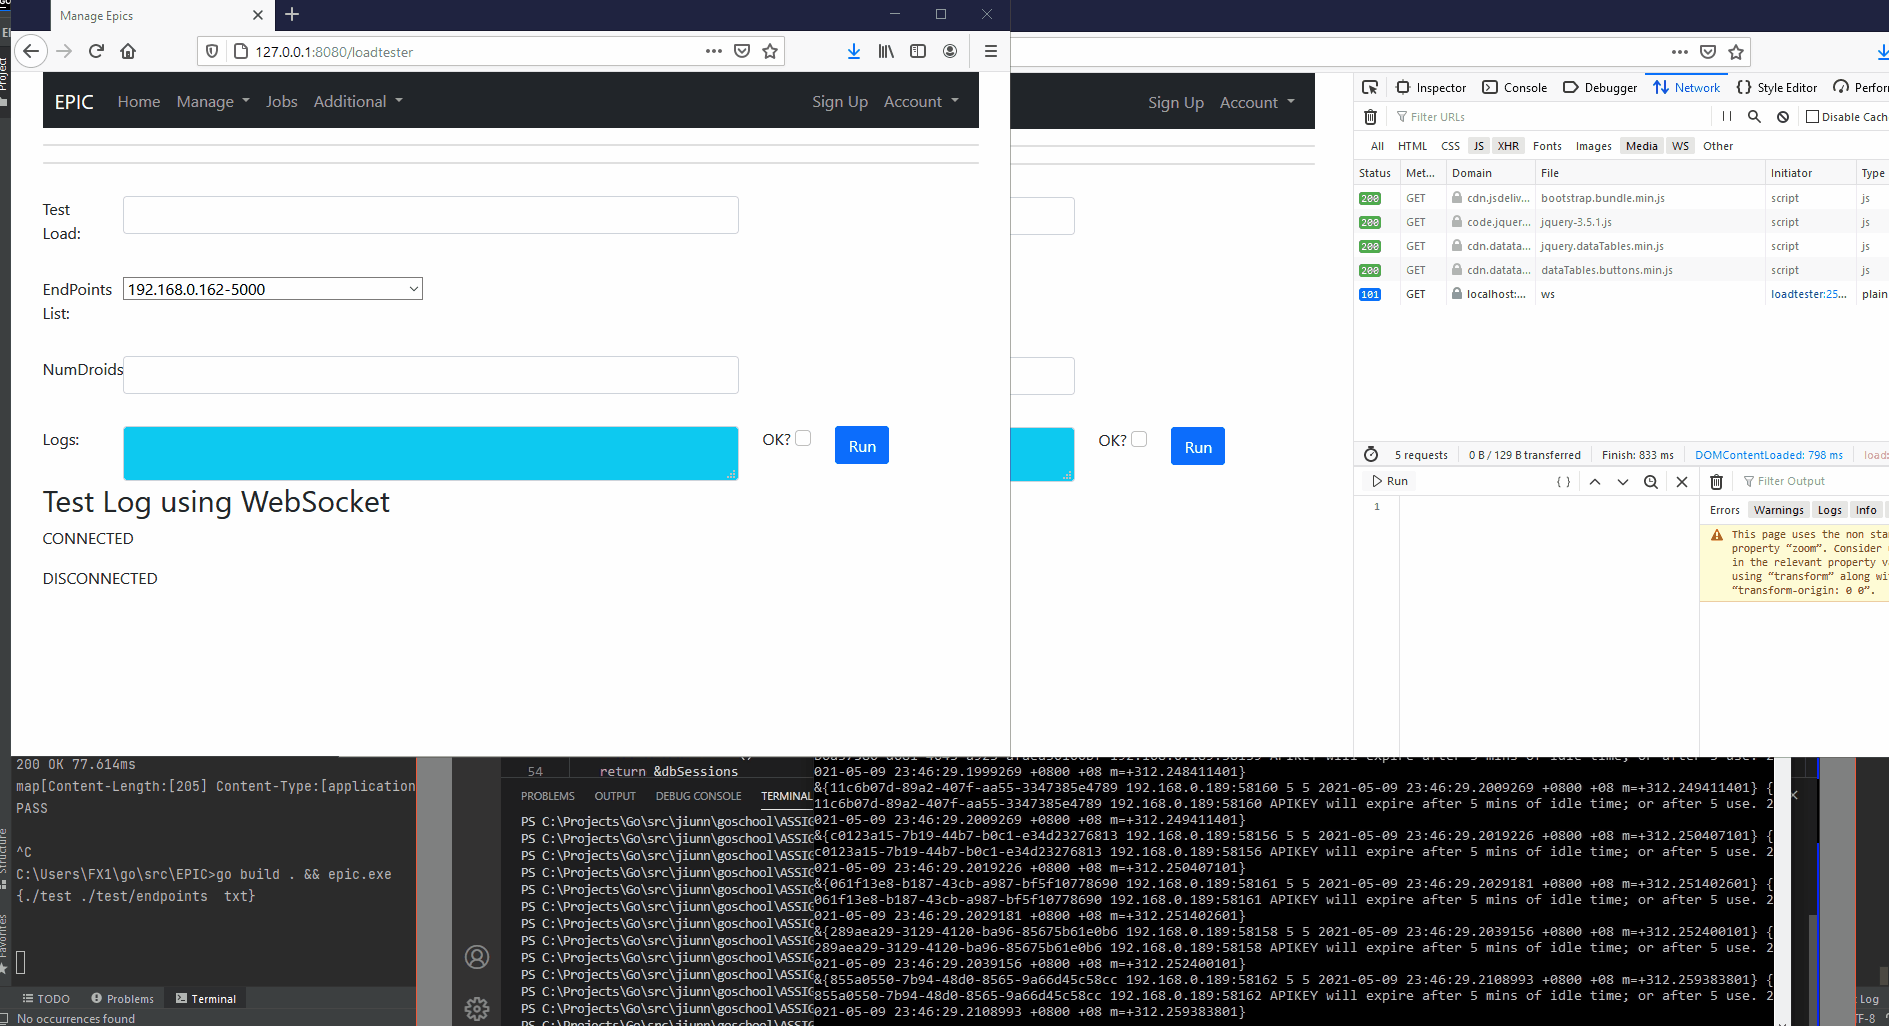 Manage Epics
127.0.0.1:8080/loadtester
EPIC Home Manage Jobs Additional Sign Up Account
Test Load:
EndPoints List:
192.168.0.162-5000
NumDroids
Logs:
OK?
Run
Test Log using WebSocket
CONNECTED
DISCONNECTED
Sign Up Account
OK?
Run
Inspector Console Debugger Network Style Editor Perfor
Filter URLs
Disable Cach
All HTML CSS JS XHR Fonts Images Media WS Other
Status Met... Domain File Initiator Type
200 GET cdn.jsdeliv... bootstrap.bundle.min.js script js
200 GET code.jquer... jquery-3.5.1.js script js
200 GET cdn.datata... jquery.dataTables.min.js script js
200 GET cdn.datata... dataTables.buttons.min.js script js
101 GET localhost:... ws loadtester:25... plain
5 requests 0 B / 129 B transferred Finish: 833 ms DOMContentLoaded: 798 ms load:
Run
{ }
Filter Output
1
Errors Warnings Logs Info
This page uses the non sta
property “zoom”. Consider
in the relevant property v
using “transform” along wi
“transform-origin: 0 0”.
Project
Structure
Favorites
200 OK 77.614ms
map[Content-Length:[205] Content-Type:[application
PASS
^C
C:\Users\FX1\go\src\EPIC>go build . && epic.exe
{./test ./test/endpoints txt}
TODO Problems Terminal
No occurrences found
54 return &dbSessions
PROBLEMS OUTPUT DEBUG CONSOLE TERMINAL
PS C:\Projects\Go\src\jiunn\goschool\ASSIG
PS C:\Projects\Go\src\jiunn\goschool\ASSIG
PS C:\Projects\Go\src\jiunn\goschool\ASSIG
PS C:\Projects\Go\src\jiunn\goschool\ASSIG
PS C:\Projects\Go\src\jiunn\goschool\ASSIG
PS C:\Projects\Go\src\jiunn\goschool\ASSIG
PS C:\Projects\Go\src\jiunn\goschool\ASSIG
PS C:\Projects\Go\src\jiunn\goschool\ASSIG
PS C:\Projects\Go\src\jiunn\goschool\ASSIG
PS C:\Projects\Go\src\jiunn\goschool\ASSIG
PS C:\Projects\Go\src\jiunn\goschool\ASSIG
PS C:\Projects\Go\src\jiunn\goschool\ASSIG
PS C:\Projects\Go\src\jiunn\goschool\ASSIG
021-05-09 23:46:29.1999269 +0800 +08 m=+312.248411401}
&{11c6b07d-89a2-407f-aa55-3347385e4789 192.168.0.189:58160 5 5 2021-05-09 23:46:29.2009269 +0800 +08 m=+312.249411401} {
11c6b07d-89a2-407f-aa55-3347385e4789 192.168.0.189:58160 APIKEY will expire after 5 mins of idle time; or after 5 use. 2
021-05-09 23:46:29.2009269 +0800 +08 m=+312.249411401}
&{c0123a15-7b19-44b7-b0c1-e34d23276813 192.168.0.189:58156 5 5 2021-05-09 23:46:29.2019226 +0800 +08 m=+312.250407101} {
c0123a15-7b19-44b7-b0c1-e34d23276813 192.168.0.189:58156 APIKEY will expire after 5 mins of idle time; or after 5 use. 2
021-05-09 23:46:29.2019226 +0800 +08 m=+312.250407101}
&{061f13e8-b187-43cb-a987-bf5f10778690 192.168.0.189:58161 5 5 2021-05-09 23:46:29.2029181 +0800 +08 m=+312.251402601} {
061f13e8-b187-43cb-a987-bf5f10778690 192.168.0.189:58161 APIKEY will expire after 5 mins of idle time; or after 5 use. 2
021-05-09 23:46:29.2029181 +0800 +08 m=+312.251402601}
&{289aea29-3129-4120-ba96-85675b61e0b6 192.168.0.189:58158 5 5 2021-05-09 23:46:29.2039156 +0800 +08 m=+312.252400101} {
289aea29-3129-4120-ba96-85675b61e0b6 192.168.0.189:58158 APIKEY will expire after 5 mins of idle time; or after 5 use. 2
021-05-09 23:46:29.2039156 +0800 +08 m=+312.252400101}
&{855a0550-7b94-48d0-8565-9a66d45c58cc 192.168.0.189:58162 5 5 2021-05-09 23:46:29.2108993 +0800 +08 m=+312.259383801} {
855a0550-7b94-48d0-8565-9a66d45c58cc 192.168.0.189:58162 APIKEY will expire after 5 mins of idle time; or after 5 use. 2
021-05-09 23:46:29.2108993 +0800 +08 m=+312.259383801}
Log
TF-8